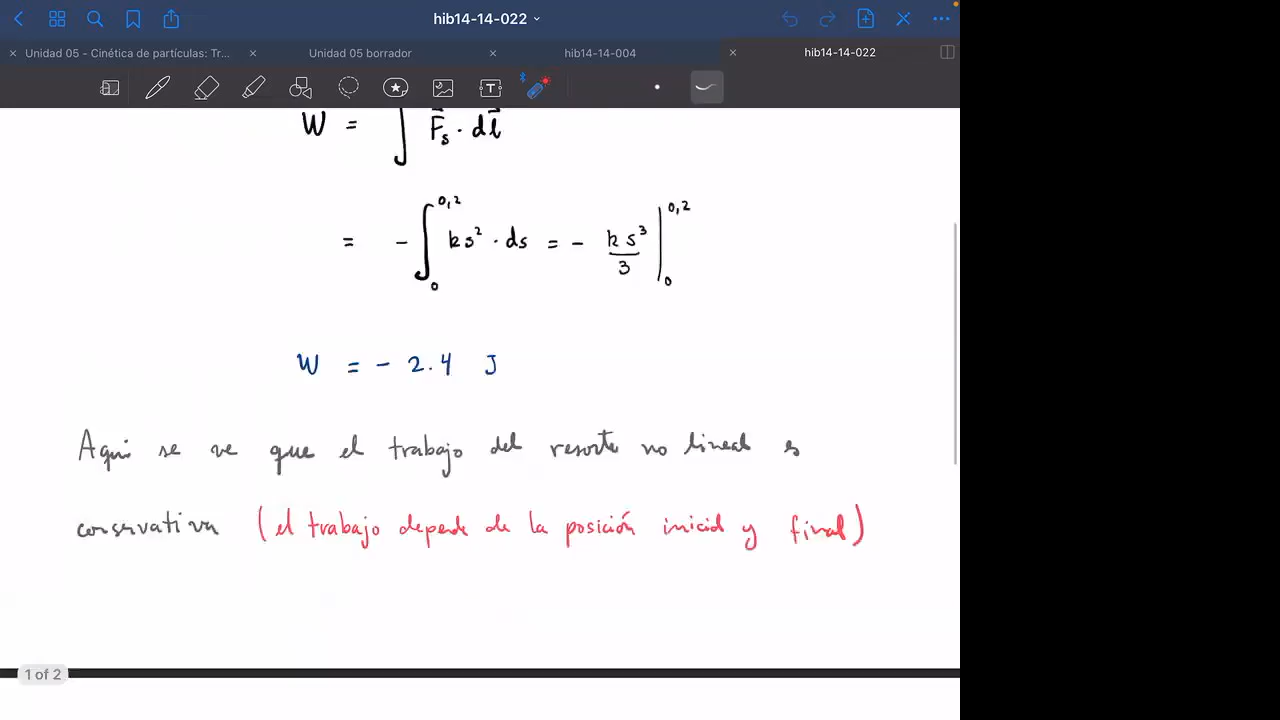 hib14-14-022
Unidad 05 - Cinética de partículas: Tr...
Unidad 05 borrador
hib14-14-004
hib14-14-022
W = ∫ F⃗s · dl⃗
= - ∫₀^0,2 ks² · ds = - ks³/3 |₀^0,2
W = - 2.4 J
Aqui se ve que el trabajo del resorte no lineal es
conservativa (el trabajo depende de la posición inicial y final)
1 of 2